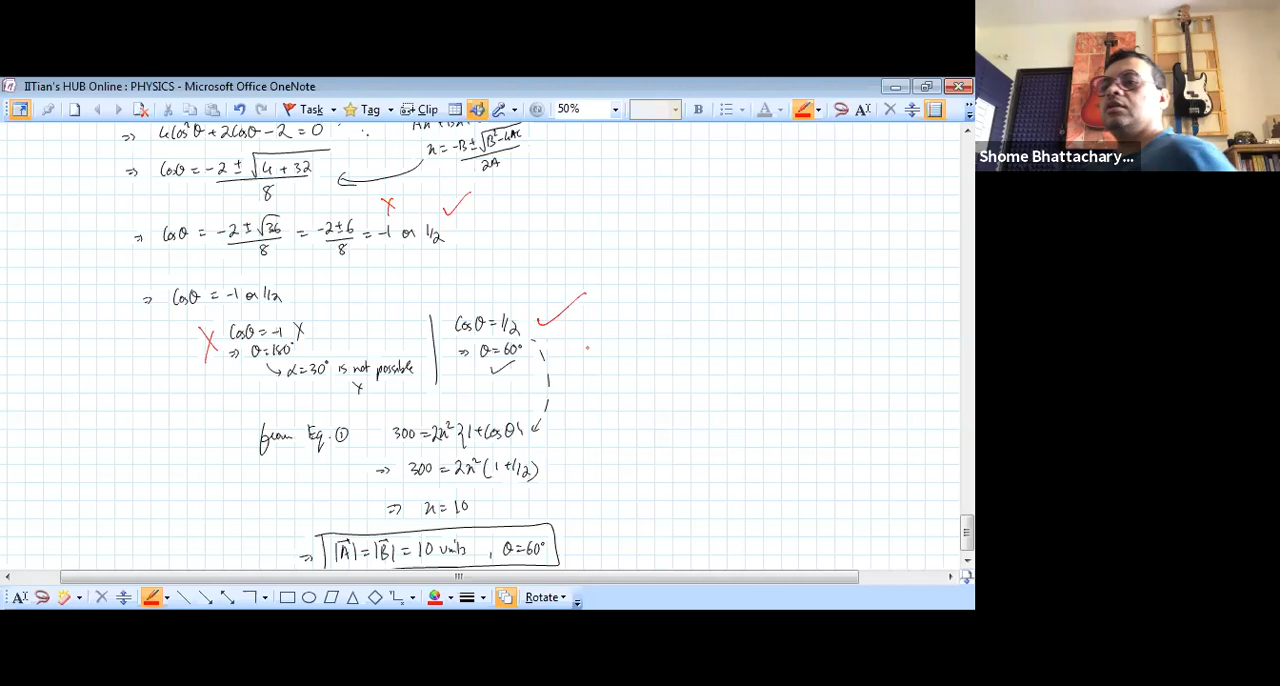 IITian's HUB Online : PHYSICS - Microsoft Office OneNote
Task Tag Clip 50% B A
⇒ 4cos²θ + 2cosθ - 2 = 0
x = -B ± √B² - 4AC
2A
⇒ Cosθ = -2 ± √4 + 32
8
⇒ Cosθ = -2 ± √36 = -2 ± 6 = -1 or 1/2
8 8
X ✓
⇒ Cosθ = -1 or 1/2
X Cosθ = -1 X
⇒ θ = 180°
↳ α = 30° is not possible
X
Cosθ = 1/2 ✓
⇒ θ = 60°
✓
from Eq. ① 300 = 2x² {1 + Cosθ}
⇒ 300 = 2x² (1 + 1/2)
⇒ x = 10
⇒ |A⃗| = |B⃗| = 10 units , θ = 60°
Rotate
Shome Bhattachary...